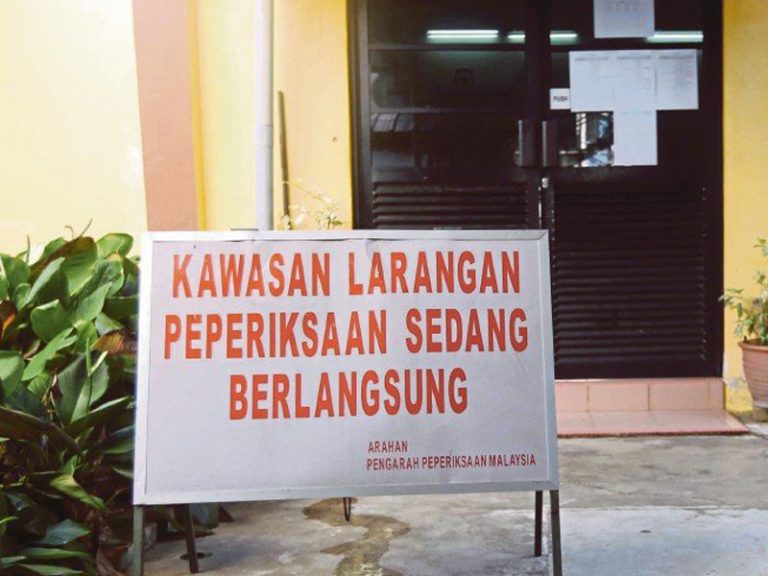 PUSH
KAWASAN LARANGAN
PEPERIKSAAN SEDANG
BERLANGSUNG
ARAHAN
PENGARAH PEPERIKSAAN MALAYSIA